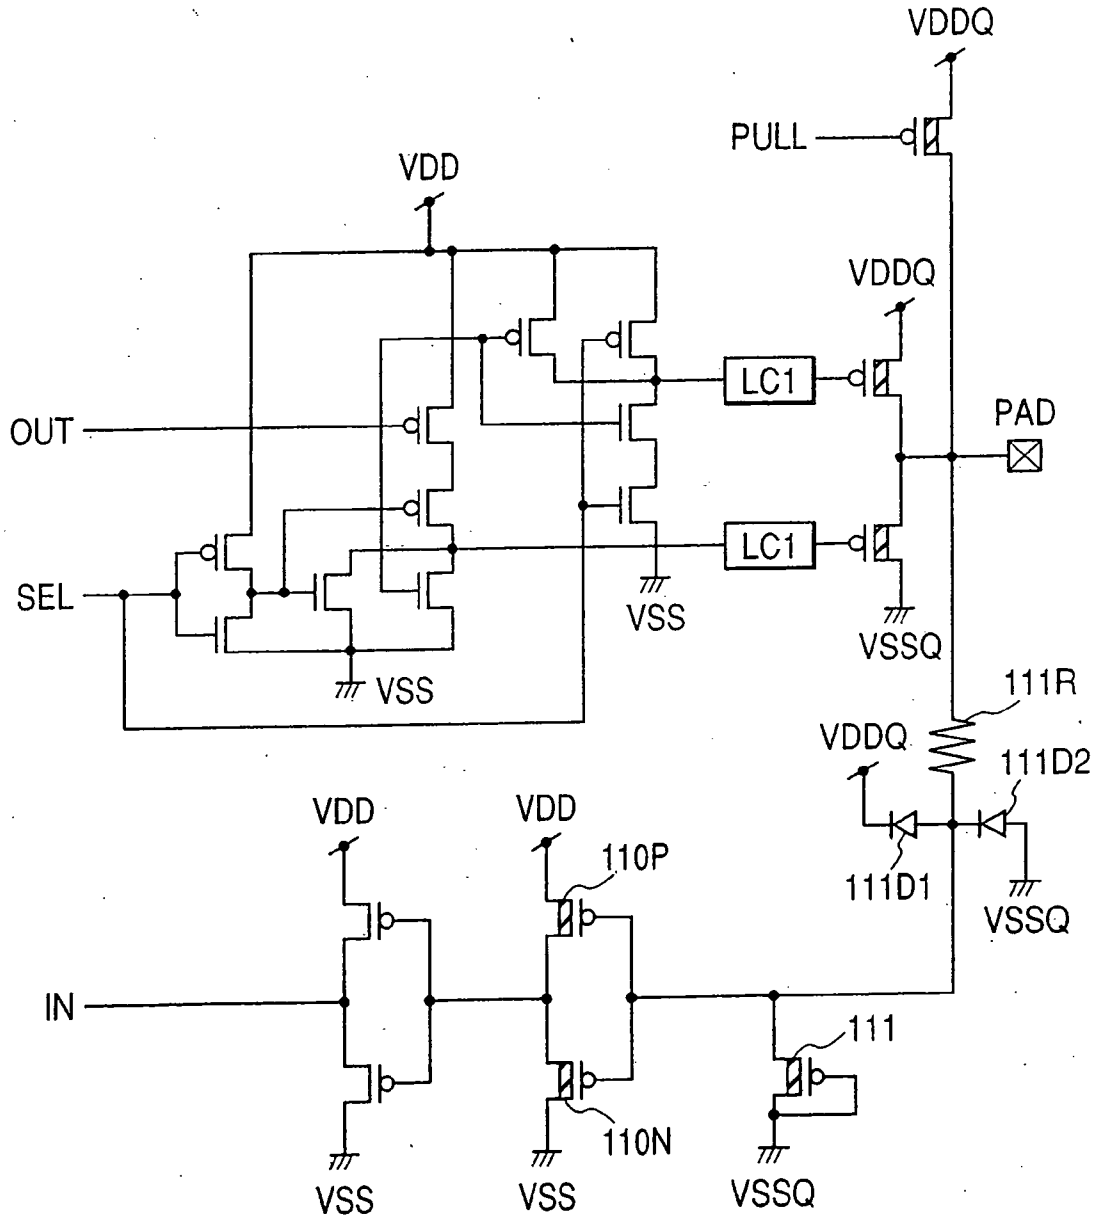 VDDQ
PULL
VDD
VDDQ
LC1
PAD
OUT
LC1
SEL
VSS
VSSQ
VSS
111R
VDDQ
111D2
VDD
VDD
110P
111D1
VSSQ
IN
111
110N
VSS
VSS
VSSQ